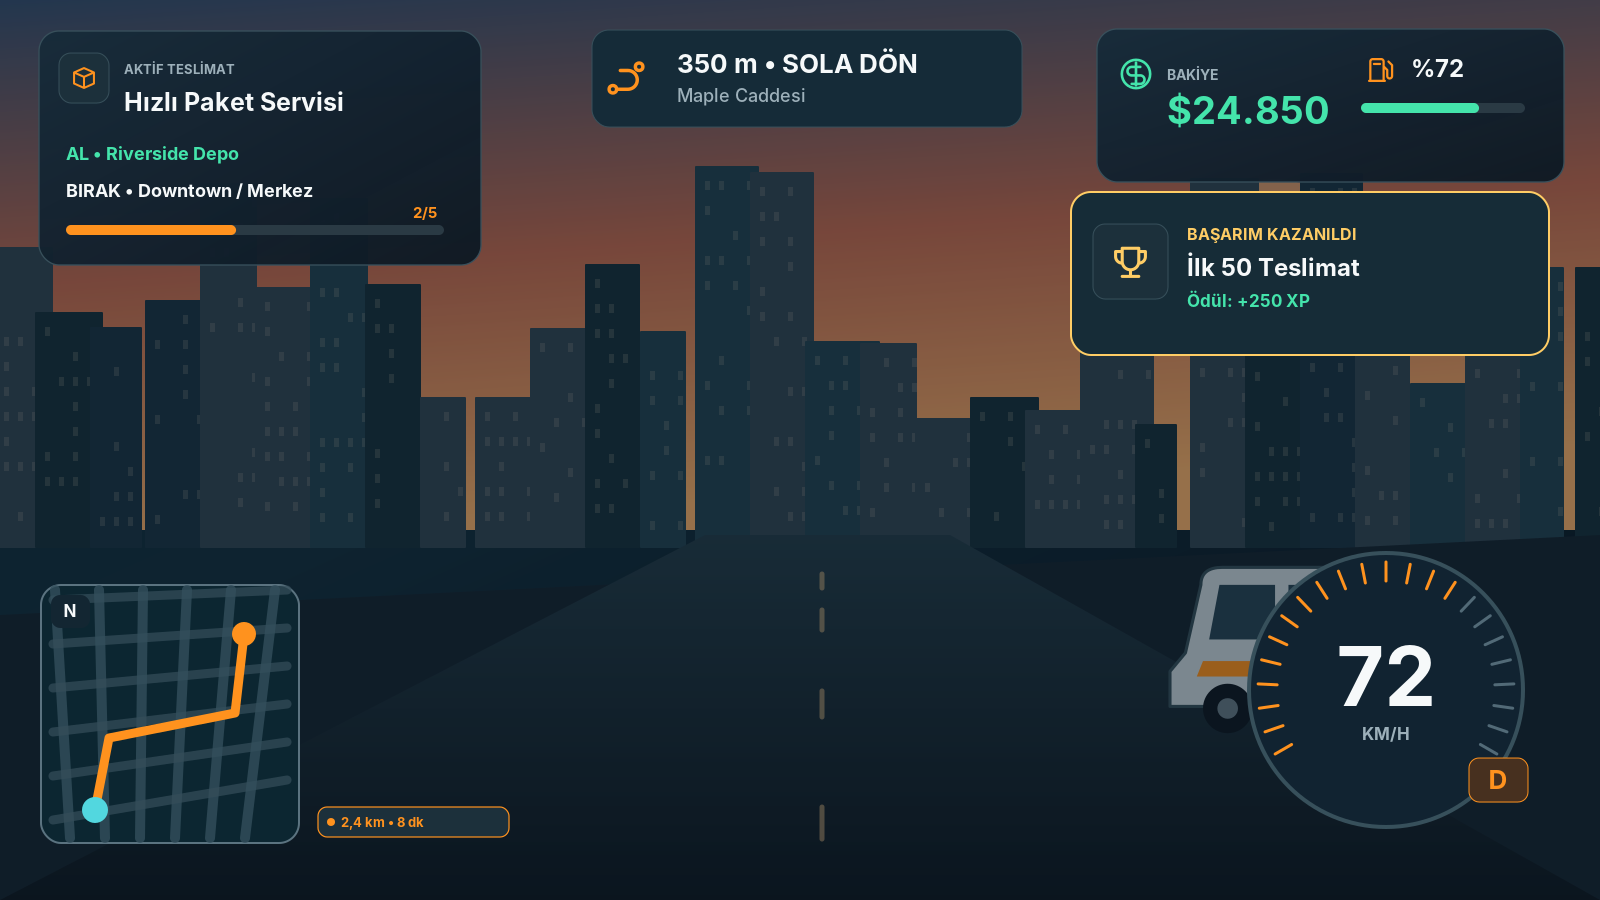 AKTİF TESLİMAT
Hızlı Paket Servisi
AL • Riverside Depo
BIRAK • Downtown / Merkez
2/5
350 m • SOLA DÖN
Maple Caddesi
BAKİYE
$24.850
%72
BAŞARIM KAZANILDI
İlk 50 Teslimat
Ödül: +250 XP
N
2,4 km • 8 dk
72
KM/H
D